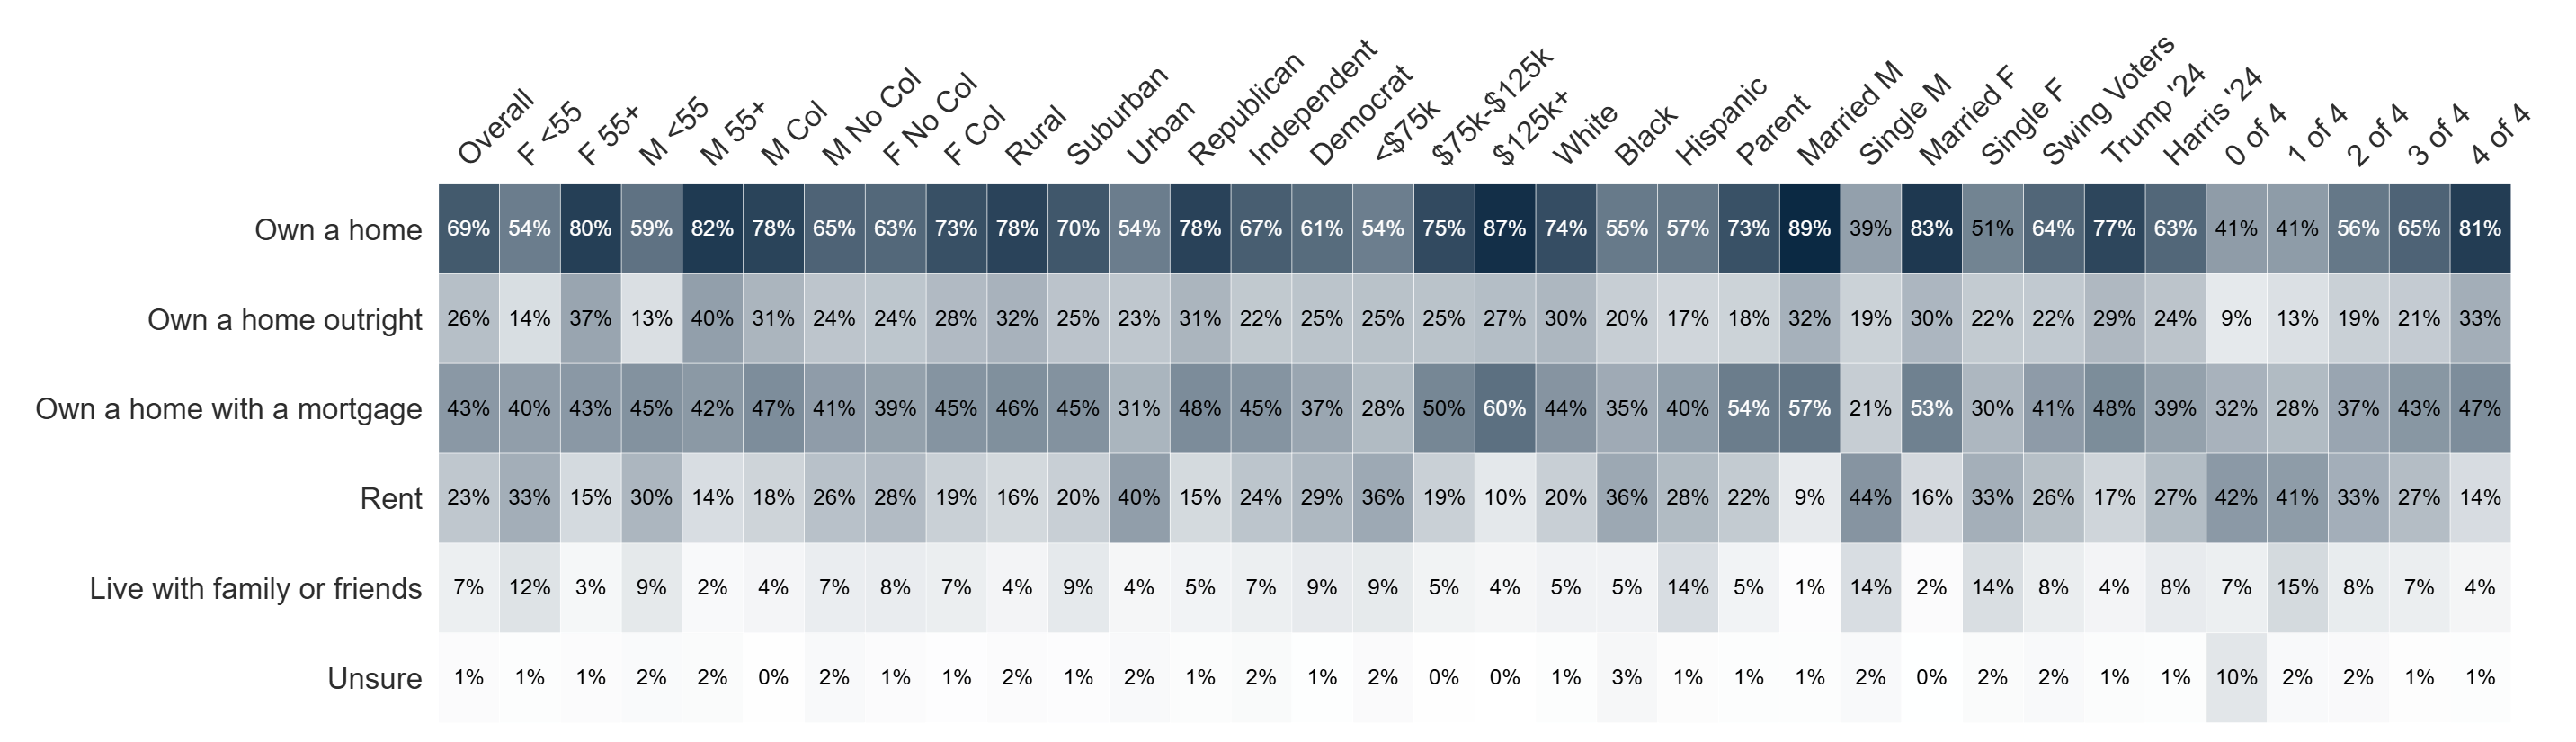 Overall F <55 F 55+ M <55 M 55+ M Col M No Col F No Col F Col Rural Suburban Urban Republican Independent Democrat <$75k $75k-$125k $125k+ White Black Hispanic Parent Married M Single M Married F Single F Swing Voters Trump '24 Harris '24 0 of 4 1 of 4 2 of 4 3 of 4 4 of 4
Own a home 69% 54% 80% 59% 82% 78% 65% 63% 73% 78% 70% 54% 78% 67% 61% 54% 75% 87% 74% 55% 57% 73% 89% 39% 83% 51% 64% 77% 63% 41% 41% 56% 65% 81%
Own a home outright 26% 14% 37% 13% 40% 31% 24% 24% 28% 32% 25% 23% 31% 22% 25% 25% 25% 27% 30% 20% 17% 18% 32% 19% 30% 22% 22% 29% 24% 9% 13% 19% 21% 33%
Own a home with a mortgage 43% 40% 43% 45% 42% 47% 41% 39% 45% 46% 45% 31% 48% 45% 37% 28% 50% 60% 44% 35% 40% 54% 57% 21% 53% 30% 41% 48% 39% 32% 28% 37% 43% 47%
Rent 23% 33% 15% 30% 14% 18% 26% 28% 19% 16% 20% 40% 15% 24% 29% 36% 19% 10% 20% 36% 28% 22% 9% 44% 16% 33% 26% 17% 27% 42% 41% 33% 27% 14%
Live with family or friends 7% 12% 3% 9% 2% 4% 7% 8% 7% 4% 9% 4% 5% 7% 9% 9% 5% 4% 5% 5% 14% 5% 1% 14% 2% 14% 8% 4% 8% 7% 15% 8% 7% 4%
Unsure 1% 1% 1% 2% 2% 0% 2% 1% 1% 2% 1% 2% 1% 2% 1% 2% 0% 0% 1% 3% 1% 1% 1% 2% 0% 2% 2% 1% 1% 10% 2% 2% 1% 1%